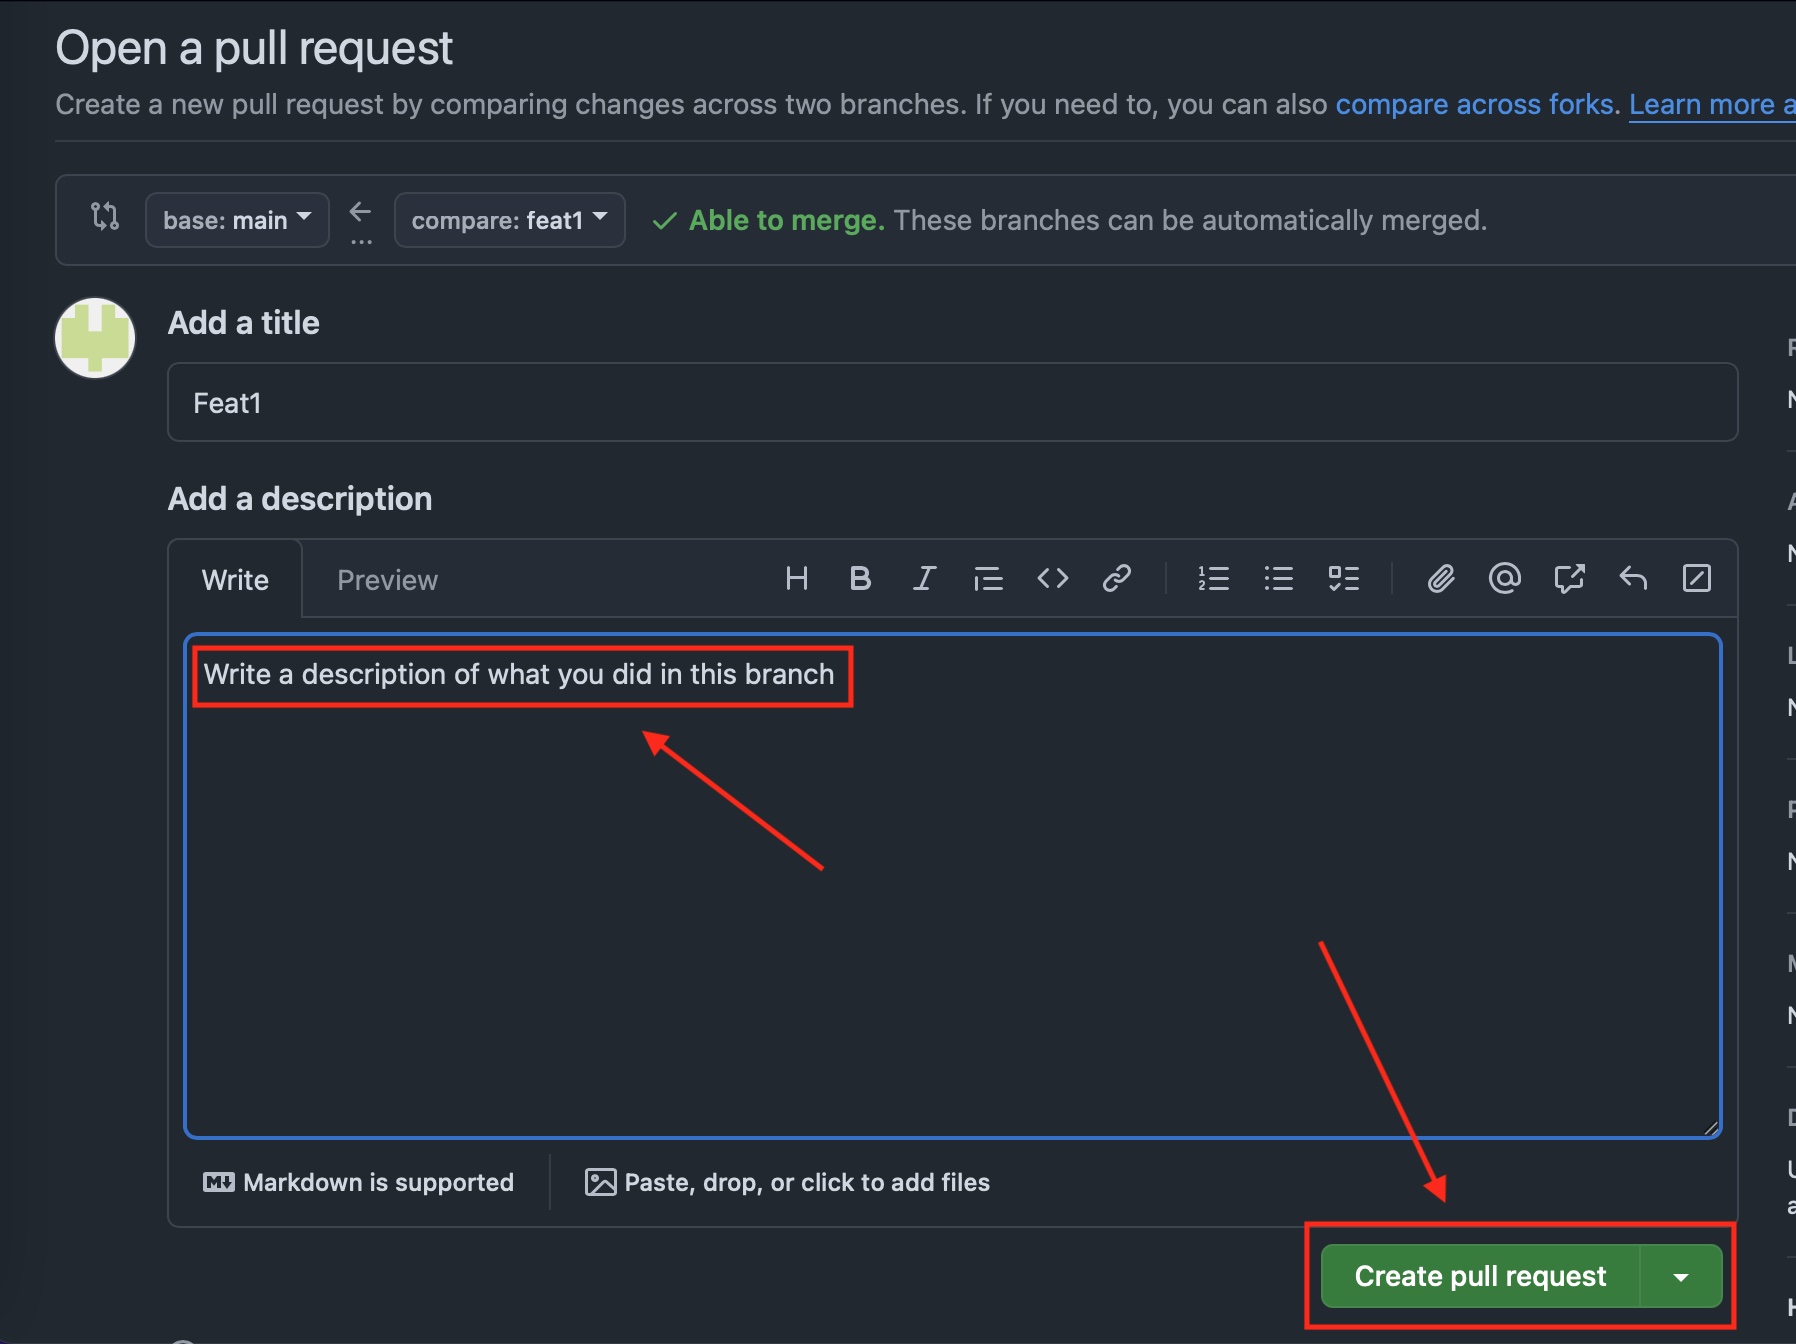 Open a pull request
Create a new pull request by comparing changes across two branches. If you need to, you can also compare across forks. Learn more
base: main
compare: feat1
Able to merge. These branches can be automatically merged.
Add a title
Feat1
Add a description
Write Preview
Write a description of what you did in this branch
Markdown is supported
Paste, drop, or click to add files
Create pull request